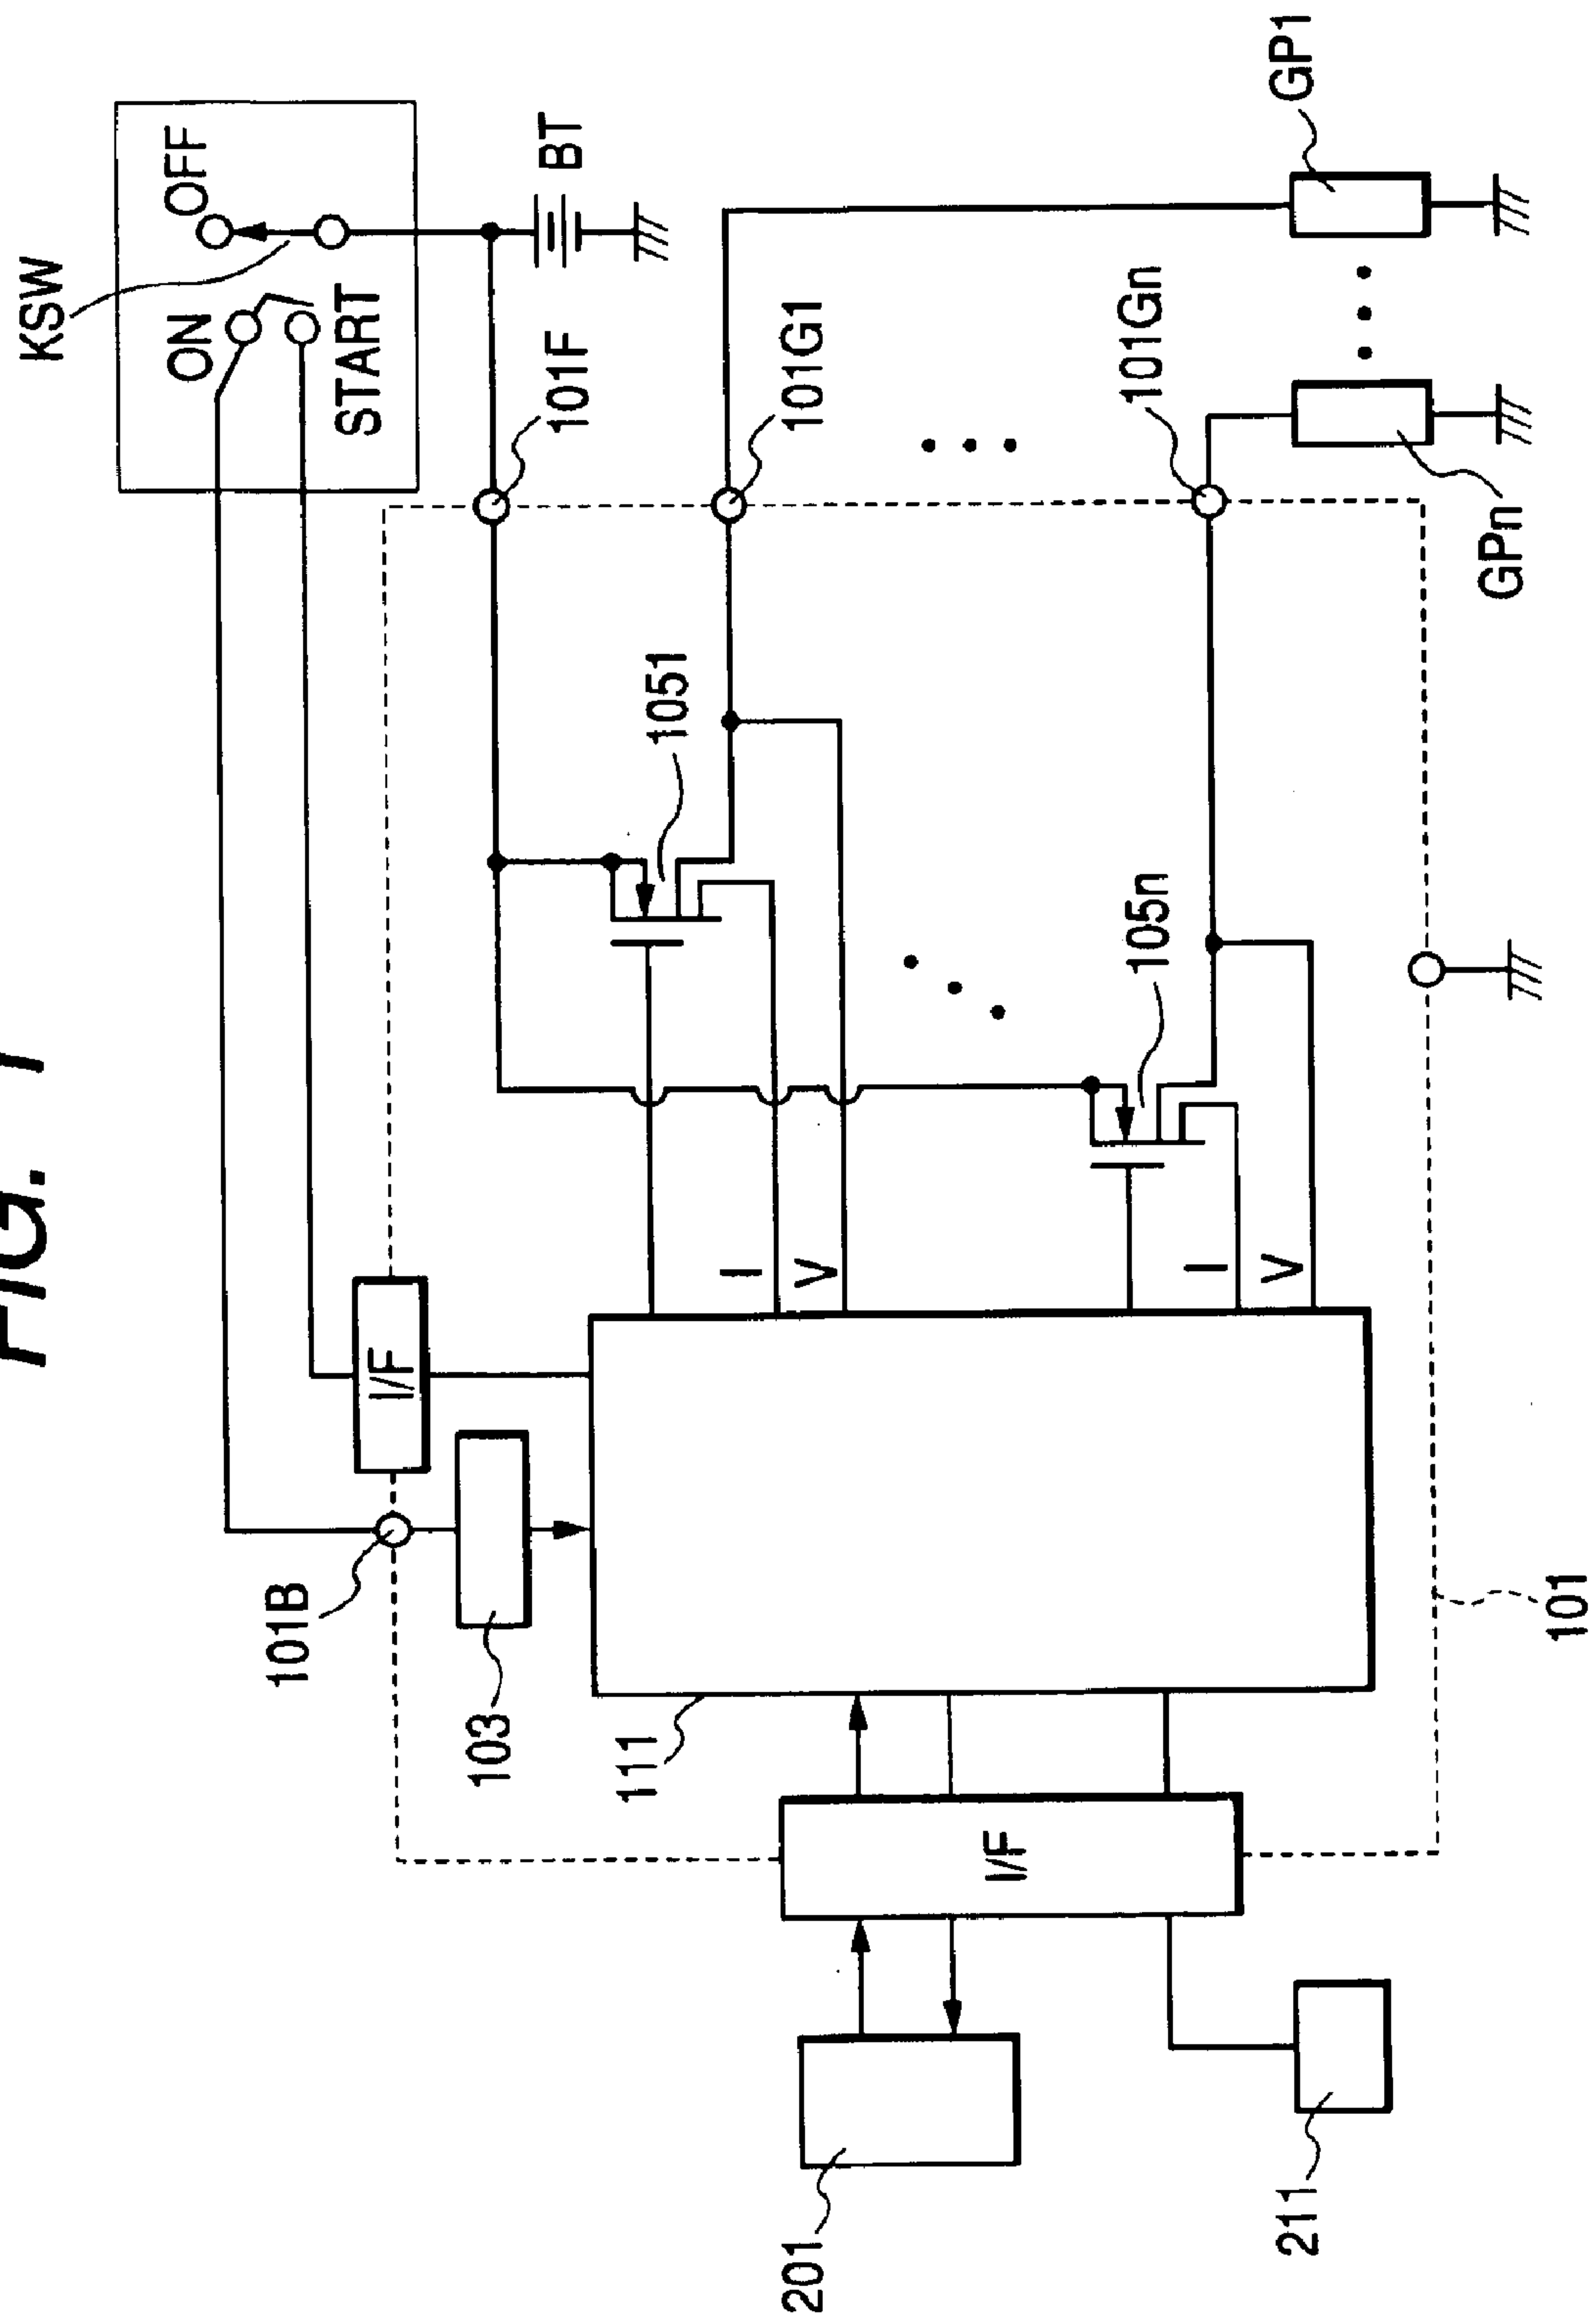 FIG. 1
KSW
ON
OFF
START
BT
101B
I/F
101F
103
1051
101G1
111
I
V
105n
101Gn
GP1
I/F
I
V
201
211
GPn
101